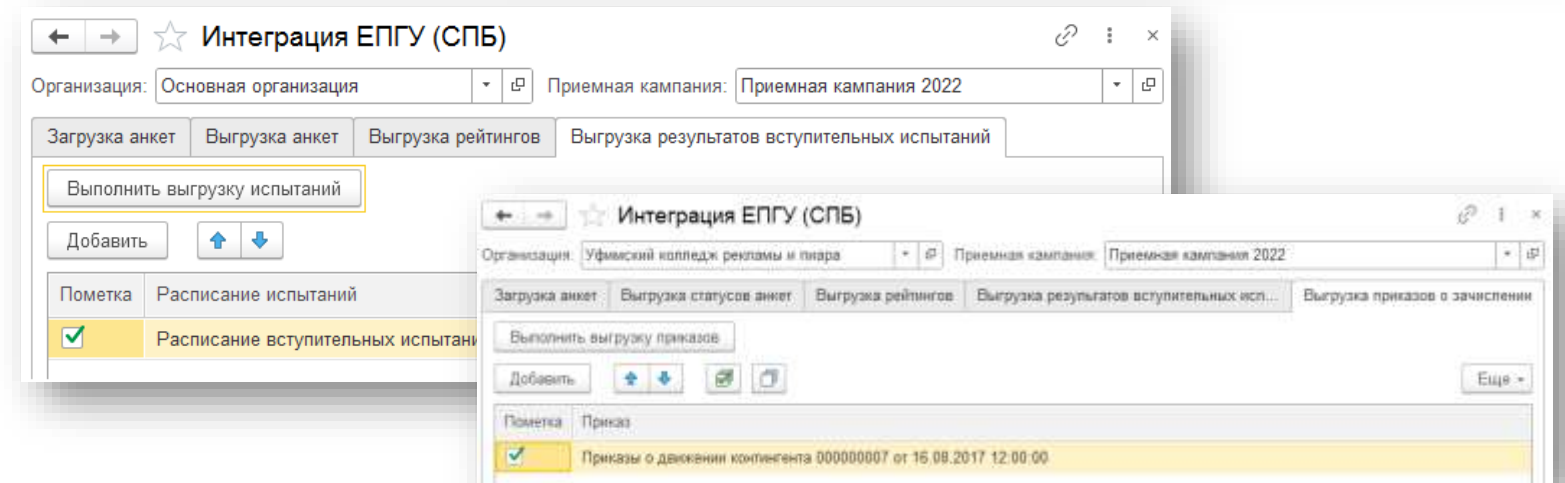 Интеграция ЕПГУ (СПБ)
Организация: Основная организация Приемная кампания: Приемная кампания 2022
Загрузка анкет Выгрузка анкет Выгрузка рейтингов Выгрузка результатов вступительных испытаний
Выполнить выгрузку испытаний
Добавить
Пометка Расписание испытаний
Расписание вступительных испытани
Интеграция ЕПГУ (СПБ)
Организация: Уфимский колледж рекламы и пиара Приемная кампания: Приемная кампания 2022
Загрузка анкет Выгрузка статусов анкет Выгрузка рейтингов Выгрузка результатов вступительных исп... Выгрузка приказов о зачислении
Выполнить выгрузку приказов
Добавить Еще
Пометка Приказ
Приказы о движении контингента 000000007 от 16.08.2017 12:00:00